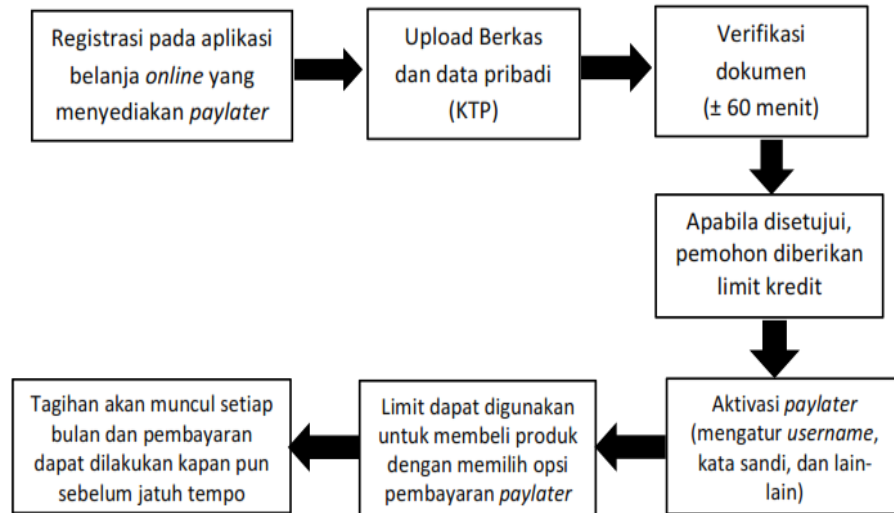 Registrasi pada aplikasi
belanja online yang
menyediakan paylater
Upload Berkas
dan data pribadi
(KTP)
Verifikasi
dokumen
(± 60 menit)
Apabila disetujui,
pemohon diberikan
limit kredit
Aktivasi paylater
(mengatur username,
kata sandi, dan lain-
lain)
Limit dapat digunakan
untuk membeli produk
dengan memilih opsi
pembayaran paylater
Tagihan akan muncul setiap
bulan dan pembayaran
dapat dilakukan kapan pun
sebelum jatuh tempo